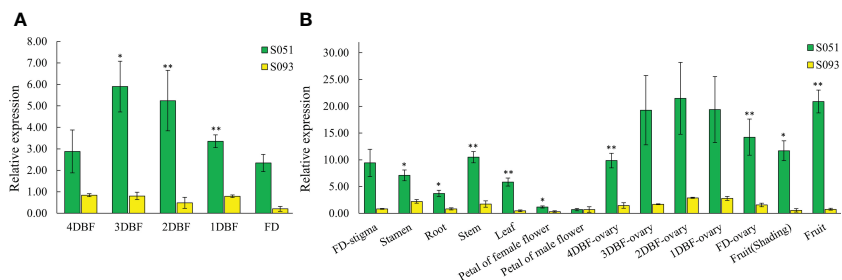 A
Relative expression
8.00
7.00
6.00
5.00
4.00
3.00
2.00
1.00
0.00
* ** **
4DBF 3DBF 2DBF 1DBF FD
S051
S093
B
Relative expression
30.00
25.00
20.00
15.00
10.00
5.00
0.00
* * ** ** * ** ** * **
FD-stigma
Stamen
Root
Stem
Leaf
Petal of female flower
Petal of male flower
4DBF-ovary
3DBF-ovary
2DBF-ovary
1DBF-ovary
FD-ovary
Fruit(Shading)
Fruit
S051
S093